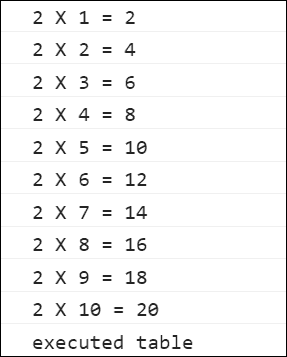 2 X 1 = 2
2 X 2 = 4
2 X 3 = 6
2 X 4 = 8
2 X 5 = 10
2 X 6 = 12
2 X 7 = 14
2 X 8 = 16
2 X 9 = 18
2 X 10 = 20
executed table